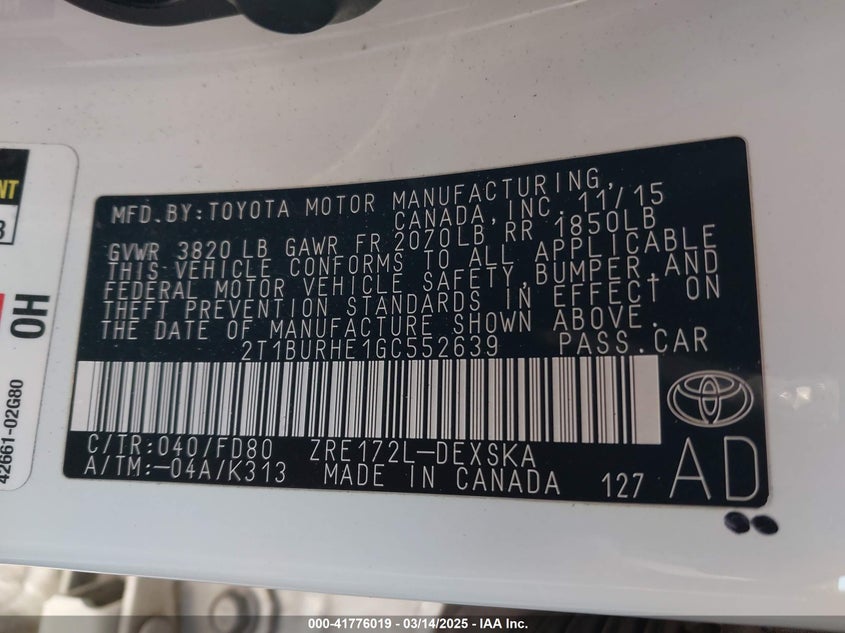 NT
3
OH
42661-02G80
MFD.BY:TOYOTA MOTOR MANUFACTURING,
CANADA,INC. 11/15
GVWR 3820 LB GAWR FR 2070LB RR 1850LB
THIS VEHICLE CONFORMS TO ALL APPLICABLE
FEDERAL MOTOR VEHICLE SAFETY,BUMPER,AND
THEFT PREVENTION STANDARDS IN EFFECT ON
THE DATE OF MANUFACTURE SHOWN ABOVE.
2T1BURHE1GC552639 PASS.CAR
C/TR:040/FD80 ZRE172L-DEXSKA
A/TM:-04A/K313 MADE IN CANADA 127
AD
000-41776019 - 03/14/2025 - IAA Inc.